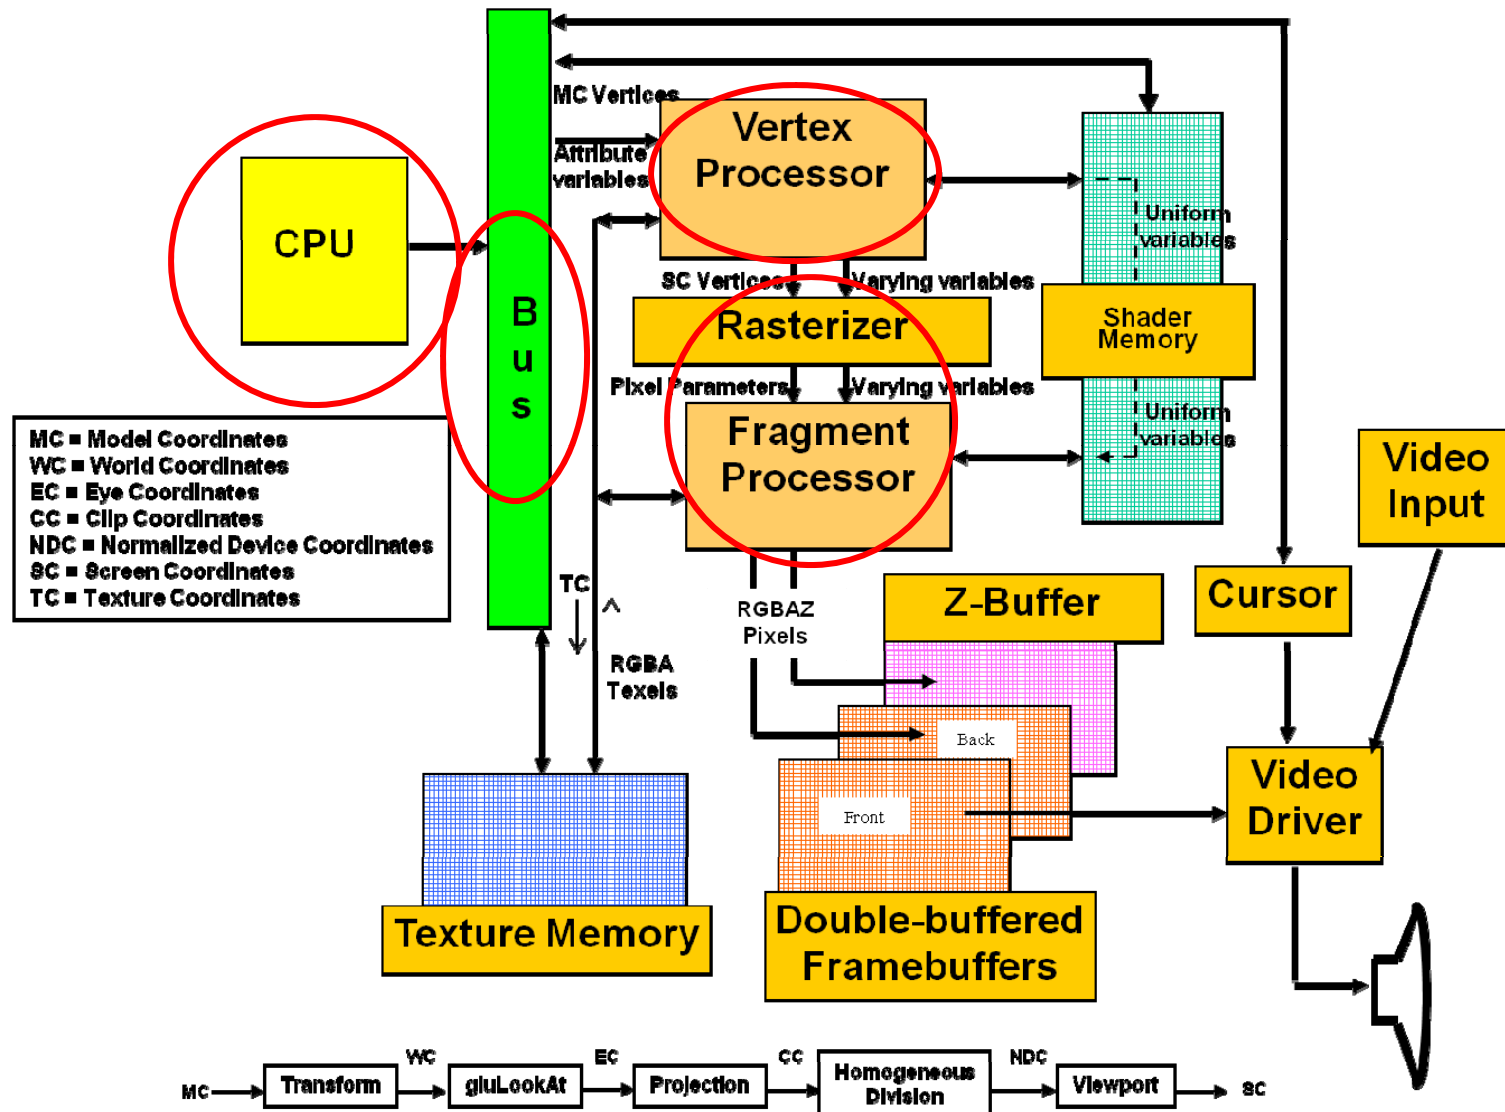 MC Vertices
Attribute
variables
Vertex
Processor
CPU
Bus
Uniform
variables
SC Vertices
Varying variables
Rasterizer
Shader
Memory
Pixel Parameters
Varying variables
Fragment
Processor
Uniform
variables
MC = Model Coordinates
WC = World Coordinates
EC = Eye Coordinates
CC = Clip Coordinates
NDC = Normalized Device Coordinates
SC = Screen Coordinates
TC = Texture Coordinates
Video
Input
TC
RGBA
Texels
RGBAZ
Pixels
Z-Buffer
Cursor
Back
Front
Video
Driver
Texture Memory
Double-buffered
Framebuffers
MC
Transform
WC
gluLookAt
EC
Projection
CC
Homogeneous
Division
NDC
Viewport
SC